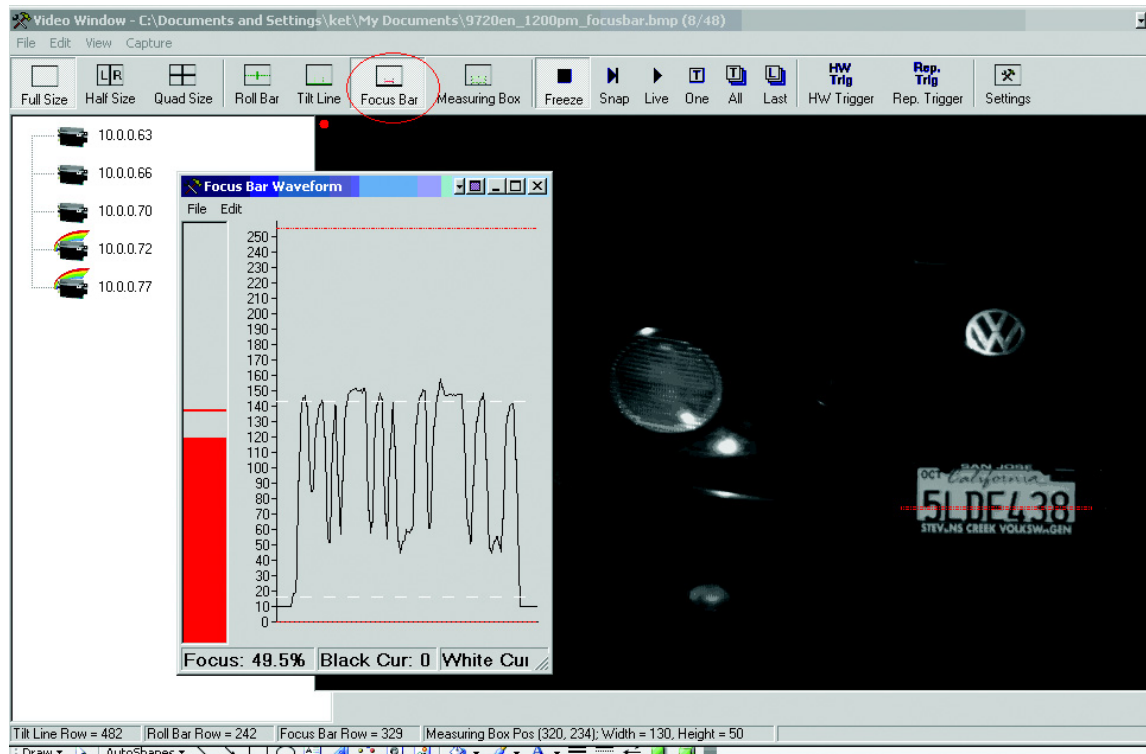 Video Window - C:\Documents and Settings\ket\My Documents\9720en_1200pm_focusbar.bmp (8/48)
File Edit View Capture
L R T T L HW Trig Rep. Trig
Full Size Half Size Quad Size Roll Bar Tilt Line Focus Bar Measuring Box Freeze Snap Live One All Last HW Trigger Rep. Trigger Settings
10.0.0.63
10.0.0.66
10.0.0.70
10.0.0.72
10.0.0.77
Focus Bar Waveform
File Edit
250
240
230
220
210
200
190
180
170
160
150
140
130
120
110
100
90
80
70
60
50
40
30
20
10
0
Focus: 49.5% Black Cur: 0 White Cur
VW
SAN JOSE
OCT California
5LDE438
STEVENS CREEK VOLKSWAGEN
Tilt Line Row = 482 Roll Bar Row = 242 Focus Bar Row = 329 Measuring Box Pos (320, 234); Width = 130, Height = 50
Draw AutoShapes